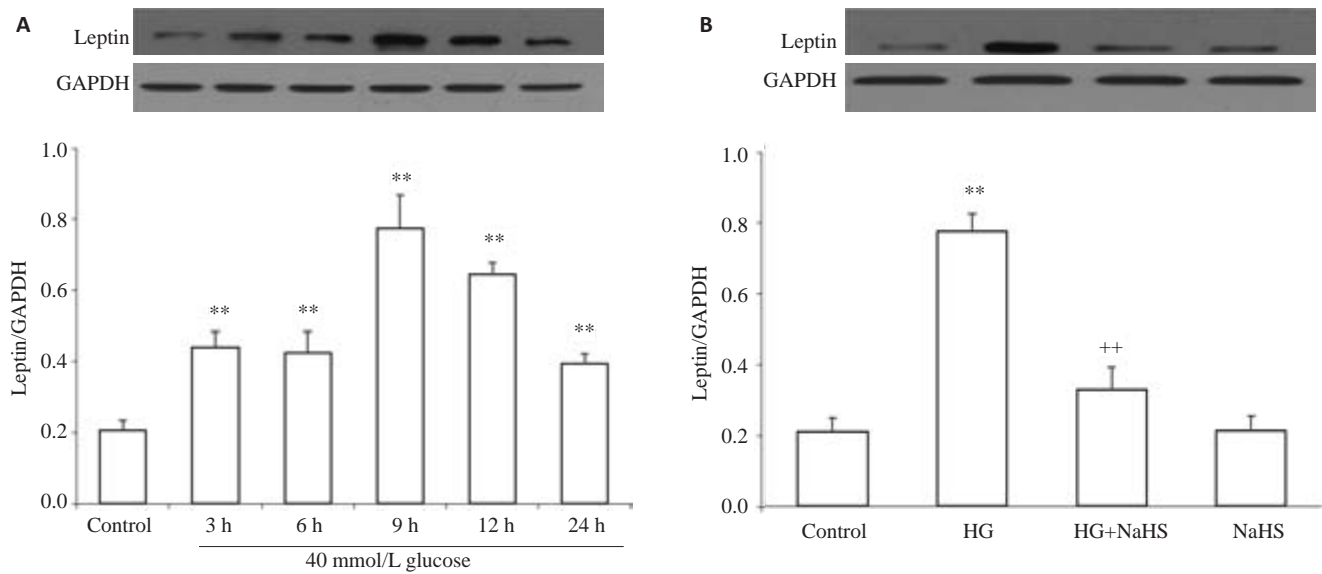 A
Leptin
GAPDH
Leptin/GAPDH
1.0
0.8
0.6
0.4
0.2
0.0
**
**
**
**
**
Control 3 h 6 h 9 h 12 h 24 h
40 mmol/L glucose
B
Leptin
GAPDH
Leptin/GAPDH
1.0
0.8
0.6
0.4
0.2
0.0
**
++
Control HG HG+NaHS NaHS